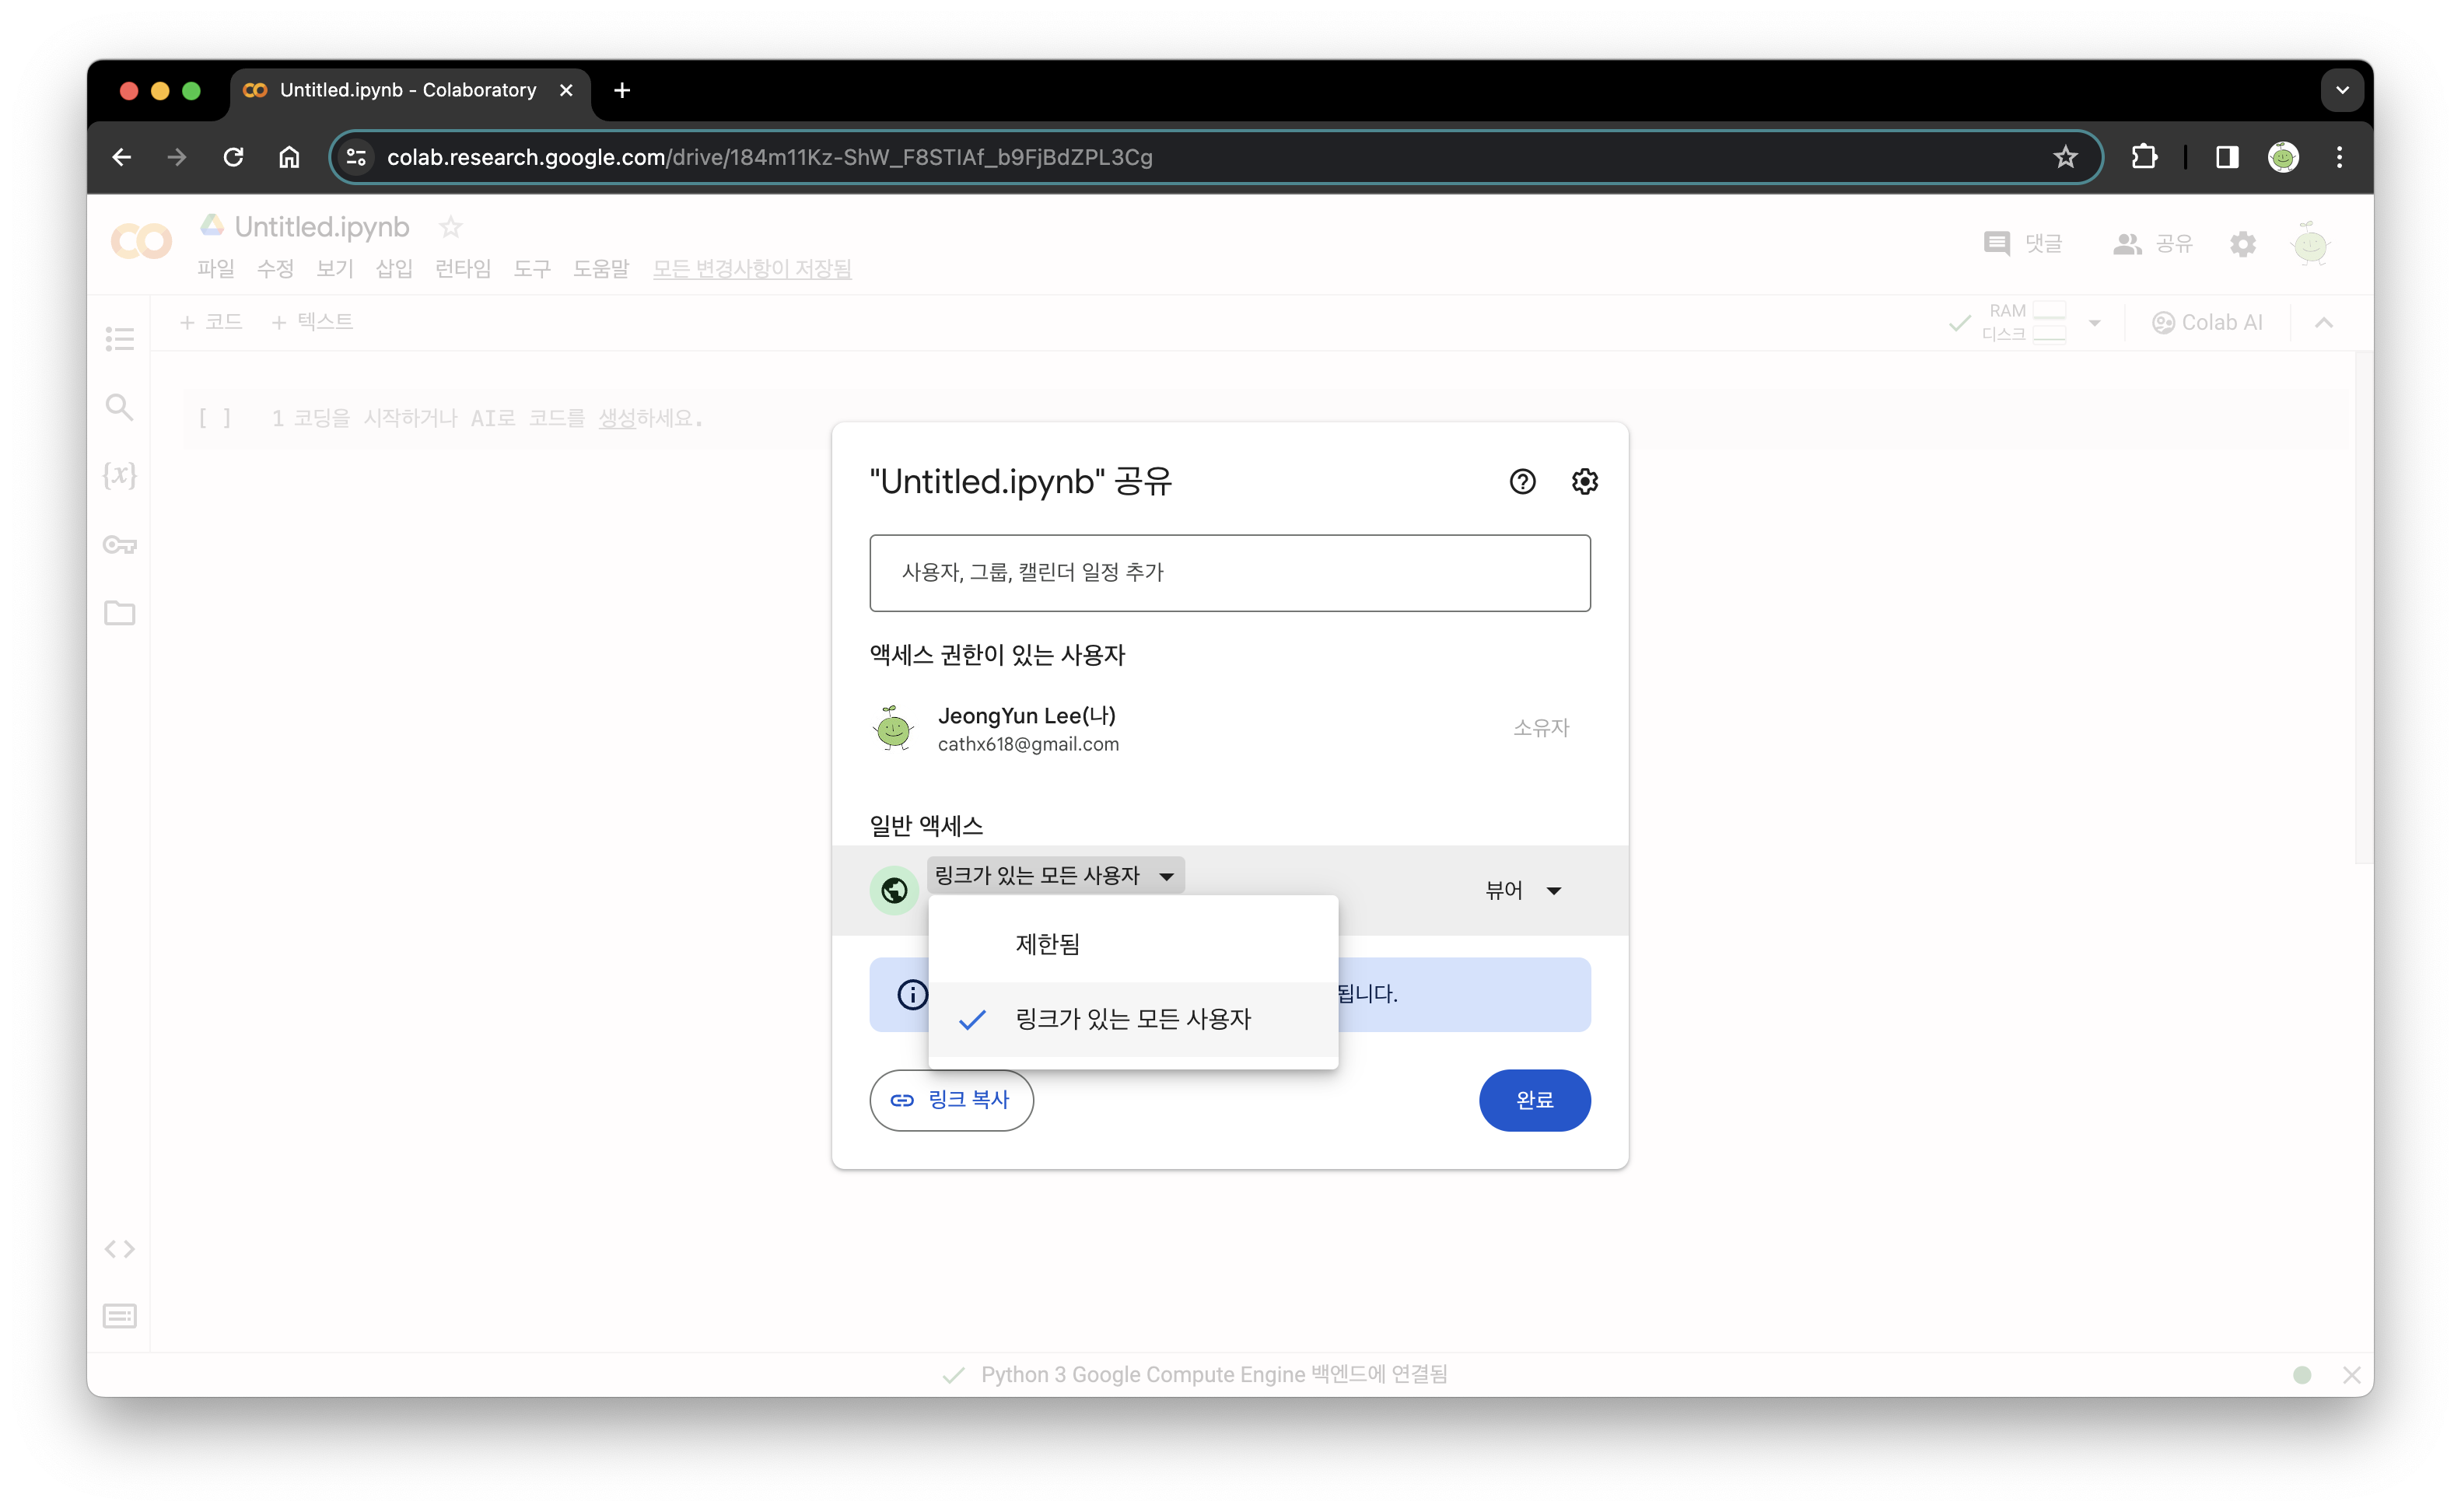 Untitled.ipynb - Colaboratory
colab.research.google.com/drive/184m11Kz-ShW_F8STIAf_b9FjBdZPL3Cg
Untitled.ipynb
댓글
공유
파일 수정 보기 삽입 런타임 도구 도움말 모든 변경사항이 저장됨
+ 코드 + 텍스트
RAM
디스크
Colab AI
[ ] 1 코딩을 시작하거나 AI로 코드를 생성하세요.
"Untitled.ipynb" 공유
사용자, 그룹, 캘린더 일정 추가
액세스 권한이 있는 사용자
JeongYun Lee(나)
cathx618@gmail.com
소유자
일반 액세스
링크가 있는 모든 사용자
뷰어
제한됨
됩니다.
링크가 있는 모든 사용자
링크 복사
완료
Python 3 Google Compute Engine 백엔드에 연결됨